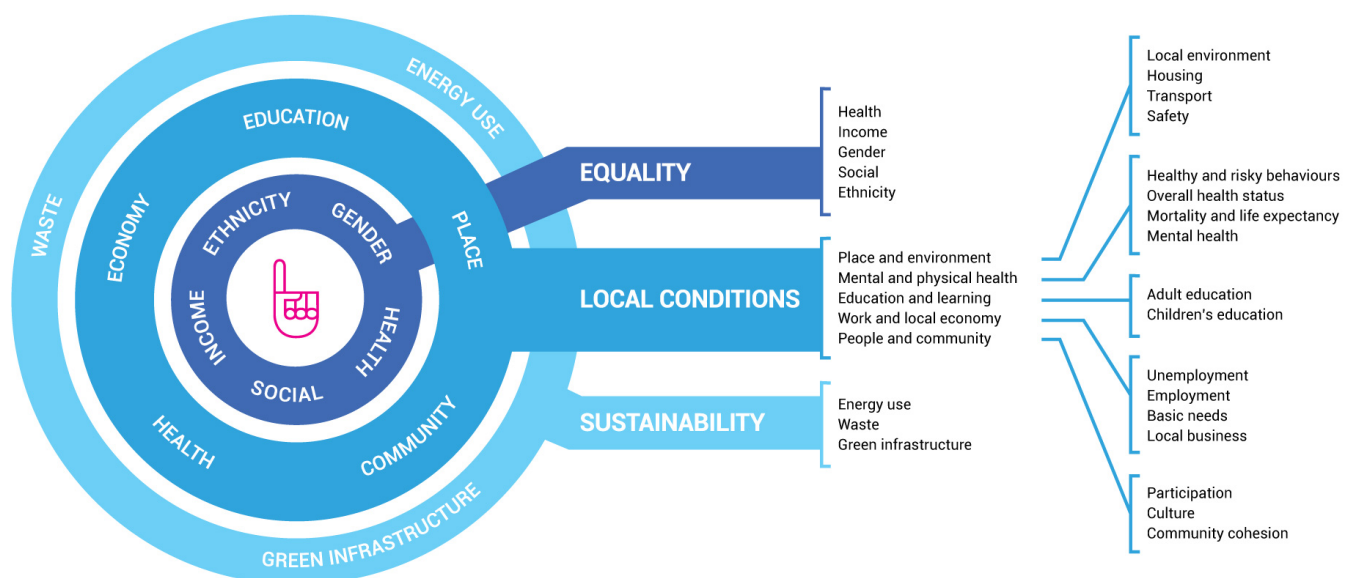 ENERGY USE
WASTE
GREEN INFRASTRUCTURE
EDUCATION
ECONOMY
PLACE
HEALTH
COMMUNITY
ETHNICITY
GENDER
INCOME
HEALTH
SOCIAL
EQUALITY
Health
Income
Gender
Social
Ethnicity
LOCAL CONDITIONS
Place and environment
Mental and physical health
Education and learning
Work and local economy
People and community
SUSTAINABILITY
Energy use
Waste
Green infrastructure
Local environment
Housing
Transport
Safety
Healthy and risky behaviours
Overall health status
Mortality and life expectancy
Mental health
Adult education
Children's education
Unemployment
Employment
Basic needs
Local business
Participation
Culture
Community cohesion